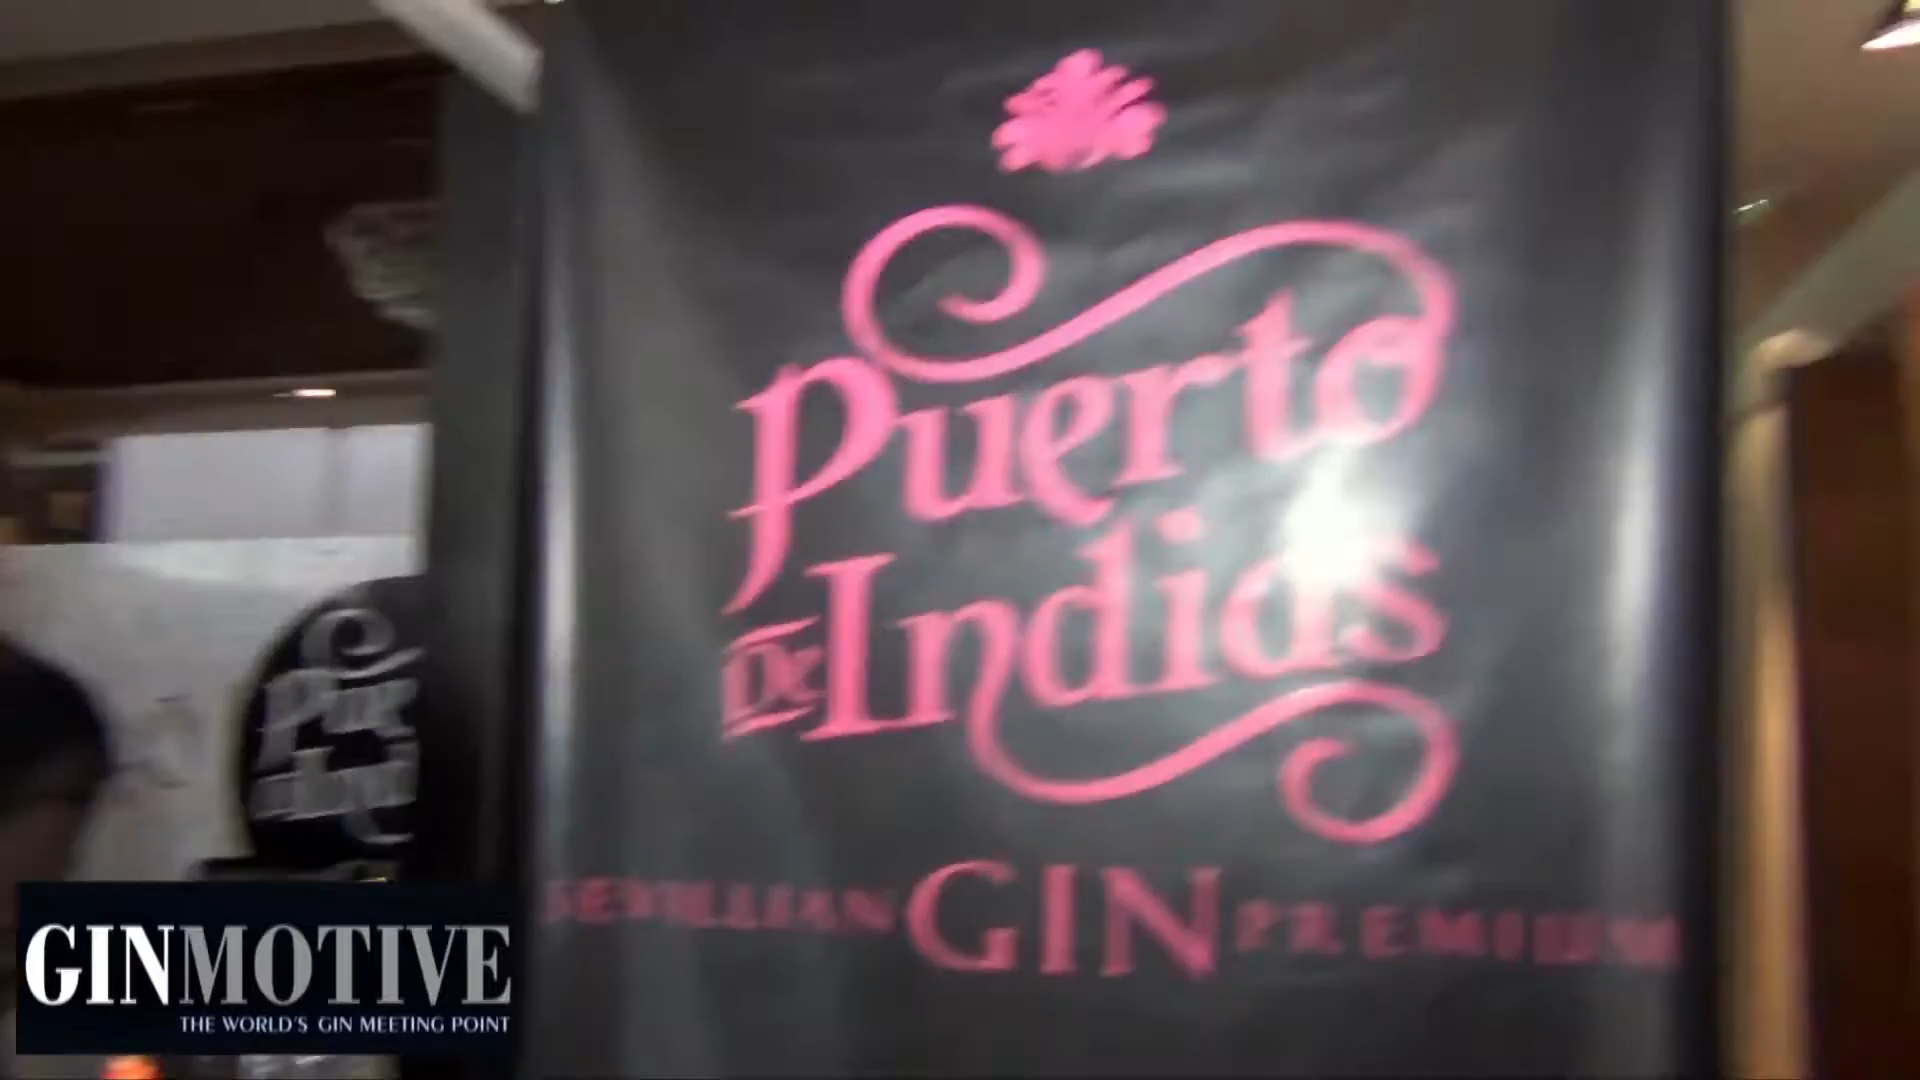 Puerto
De Indias
SEVILLIAN GIN PREMIUM
GINMOTIVE
THE WORLD'S GIN MEETING POINT